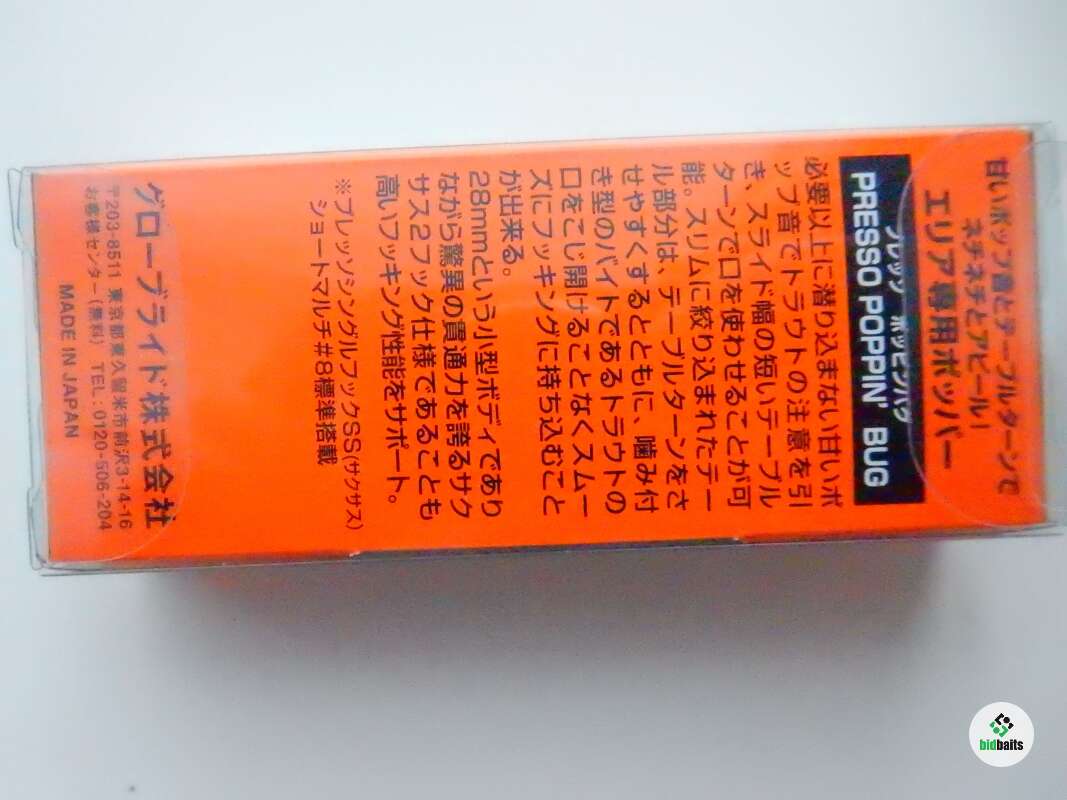 甘いポップ音とテーブルターンで
ネチネチとアピール!
エリア専用ポッパー
プレッソ ポッピンバグ
PRESSO POPPIN' BUG
必要以上に潜り込まない甘いポ
ップ音でトラウトの注意を引
き、スライド幅の短いテーブル
ターンで口を使わせることが可
能。スリムに絞り込まれたテー
ル部分は、テーブルターンをさ
せやすくするとともに、噛み付
き型のバイトであるトラウトの
口をこじ開けることなくスムー
ズにフッキングに持ち込むこと
が出来る。
28mmという小型ボディであり
ながら驚異の貫通力を誇るサク
サス2フック仕様であることも
高いフッキング性能をサポート。
※プレッソシングルフックSS(サクサス)
ショートマルチ#8標準搭載
グローブライド株式会社
〒203-8511 東京都東久留米市前沢3-14-16
お客様センター(無料) TEL:0120-506-204
MADE IN JAPAN
bidbaits